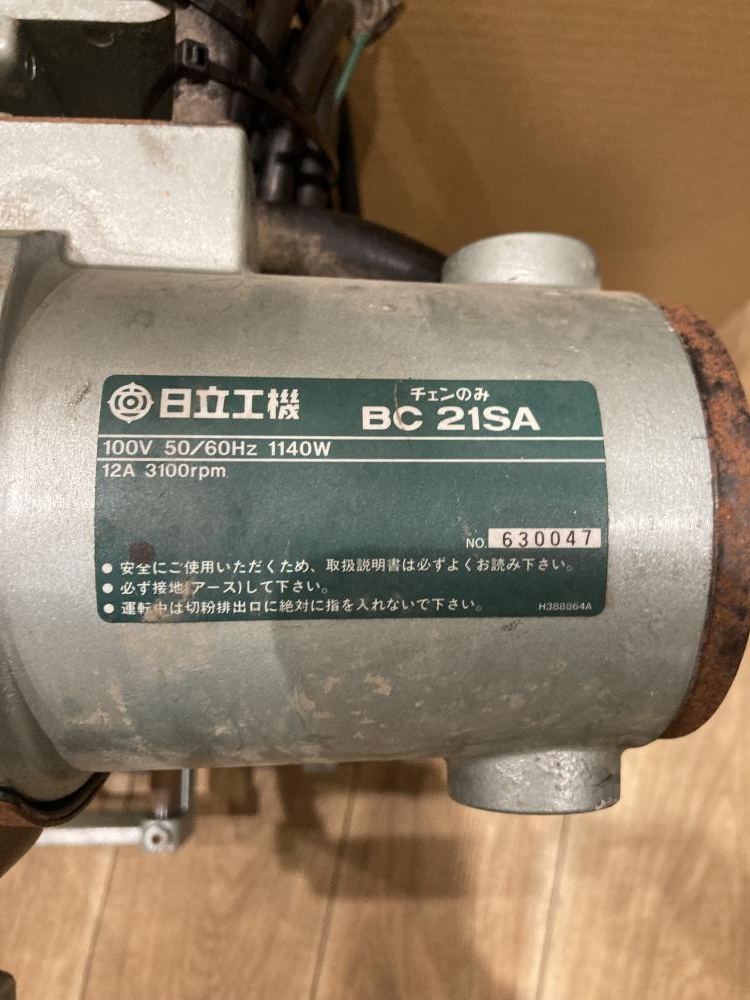 日立工機
チェンのみ
BC 21SA
100V 50/60Hz 1140W
12A 3100rpm
NO. 630047
● 安全にご使用いただくため、取扱説明書は必ずよくお読み下さい。
● 必ず接地(アース)して下さい。
● 運転中は切粉排出口に絶対に指を入れないで下さい。
H388864A